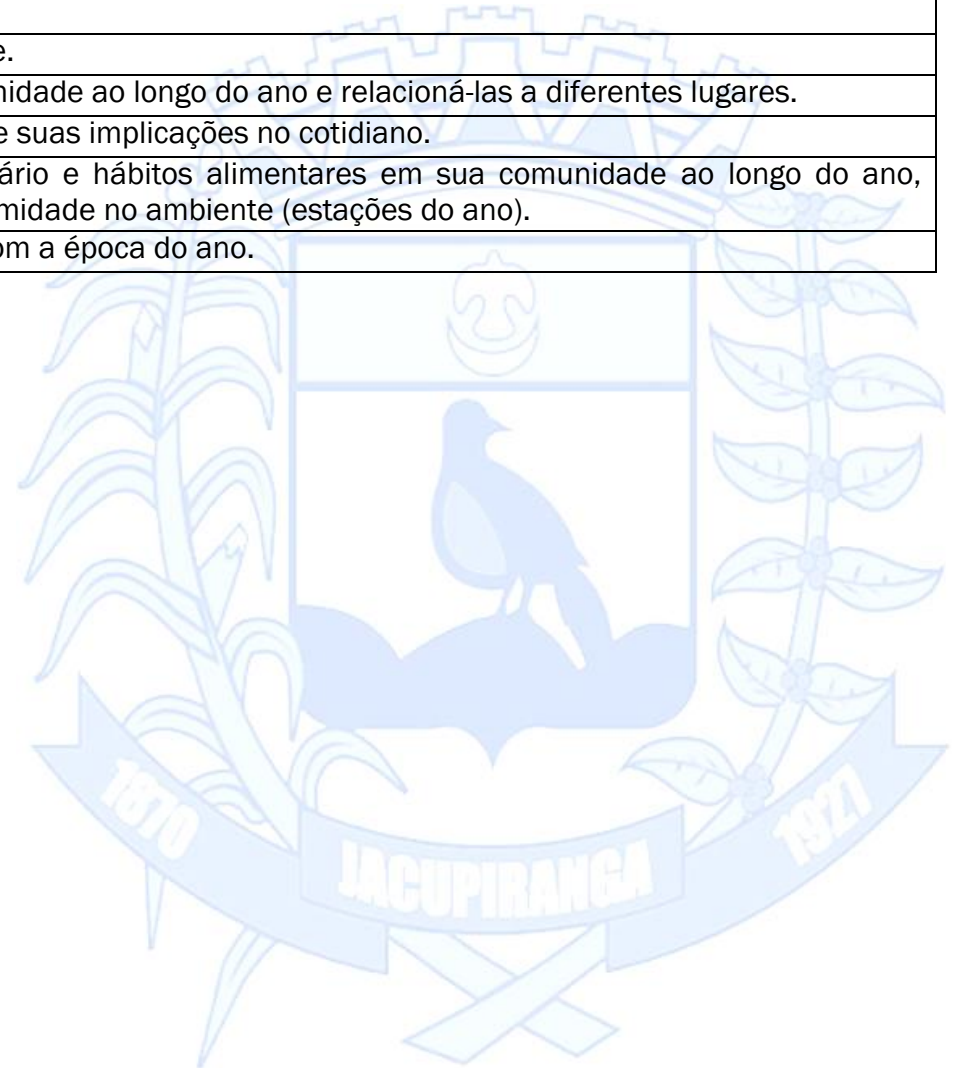 e.
nidade ao longo do ano e relacioná-las a diferentes lugares.
e suas implicações no cotidiano.
ário e hábitos alimentares em sua comunidade ao longo do ano,
midade no ambiente (estações do ano).
om a época do ano.
1870
JACUPIRANGA
1927